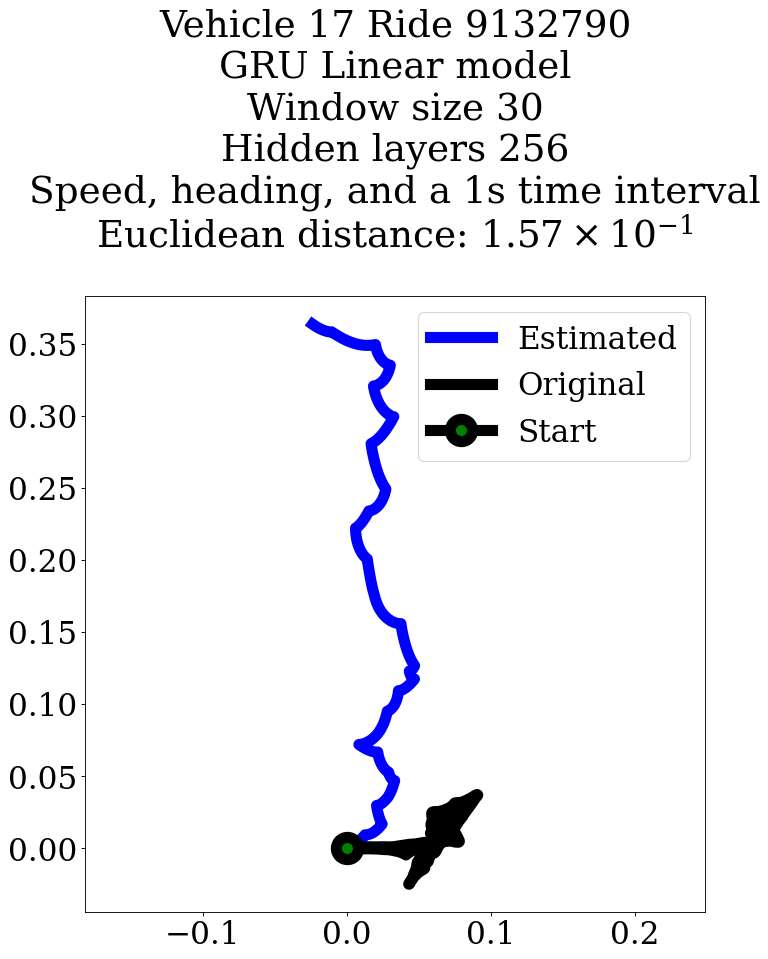 Vehicle 17 Ride 9132790
GRU Linear model
Window size 30
Hidden layers 256
Speed, heading, and a 1s time interval
Euclidean distance: 1.57 × 10⁻¹
Estimated
Original
Start
0.35
0.30
0.25
0.20
0.15
0.10
0.05
0.00
−0.1 0.0 0.1 0.2